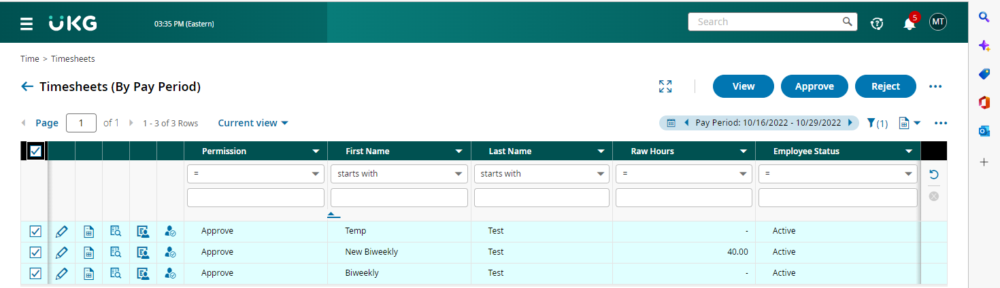 UKG
03:35 PM (Eastern)
Search
5
MT
Time > Timesheets
Timesheets (By Pay Period)
View Approve Reject
Page 1 of 1 1 - 3 of 3 Rows Current view Pay Period: 10/16/2022 - 10/29/2022 (1)
Permission First Name Last Name Raw Hours Employee Status
= starts with starts with = =
Approve Temp Test - Active
Approve New Biweekly Test 40.00 Active
Approve Biweekly Test - Active